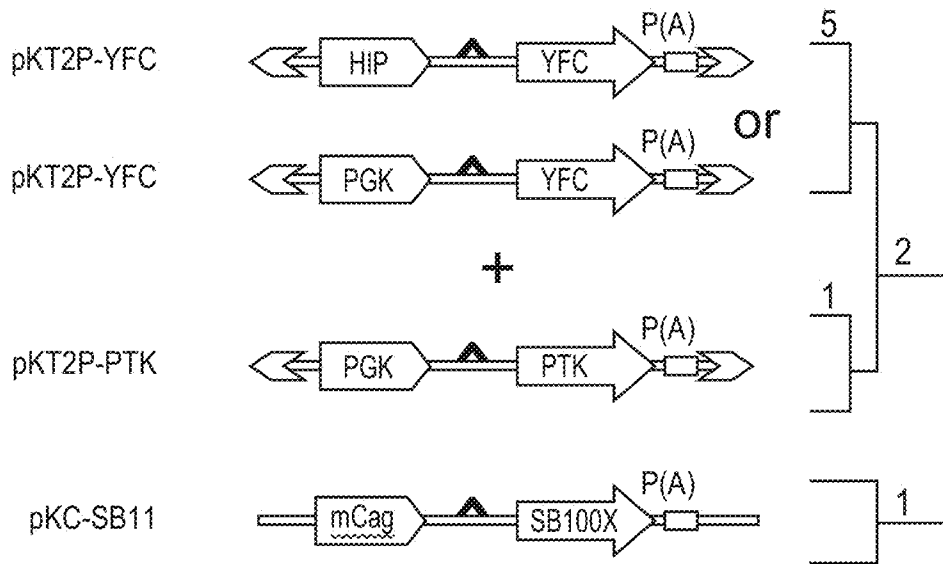 P(A) 5
pKT2P-YFC HIP YFC
or
P(A)
pKT2P-YFC PGK YFC
+ 2
1
P(A)
pKT2P-PTK PGK PTK
P(A)
pKC-SB11 mCag SB100X 1